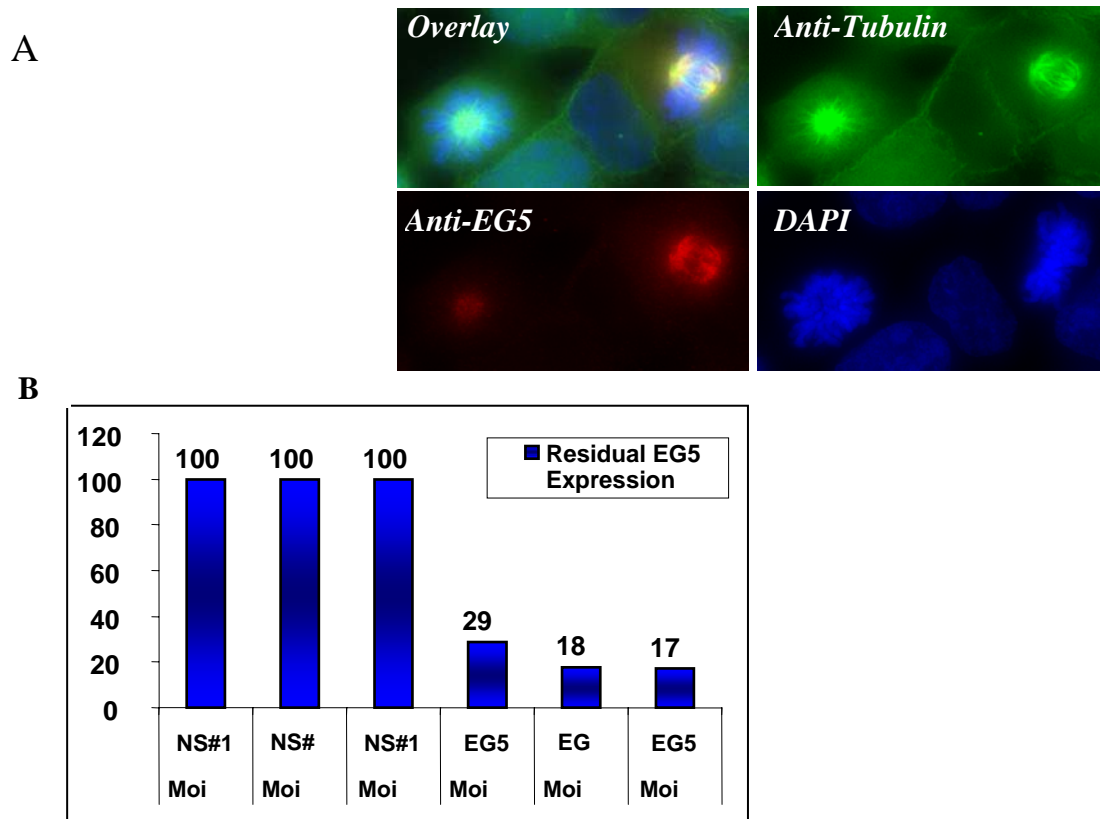 A
Overlay
Anti-Tubulin
Anti-EG5
DAPI
B
120
100
80
60
40
20
0
100 100 100 29 18 17
Residual EG5
Expression
NS#1 NS# NS#1 EG5 EG EG5
Moi Moi Moi Moi Moi Moi